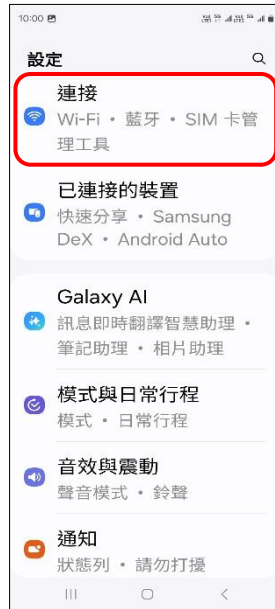 10:00
設定
連接
Wi-Fi • 藍牙 • SIM 卡管
理工具
已連接的裝置
快速分享 • Samsung
DeX • Android Auto
Galaxy AI
訊息即時翻譯智慧助理 •
筆記助理 • 相片助理
模式與日常行程
模式 • 日常行程
音效與震動
聲音模式 • 鈴聲
通知
狀態列 • 請勿打擾